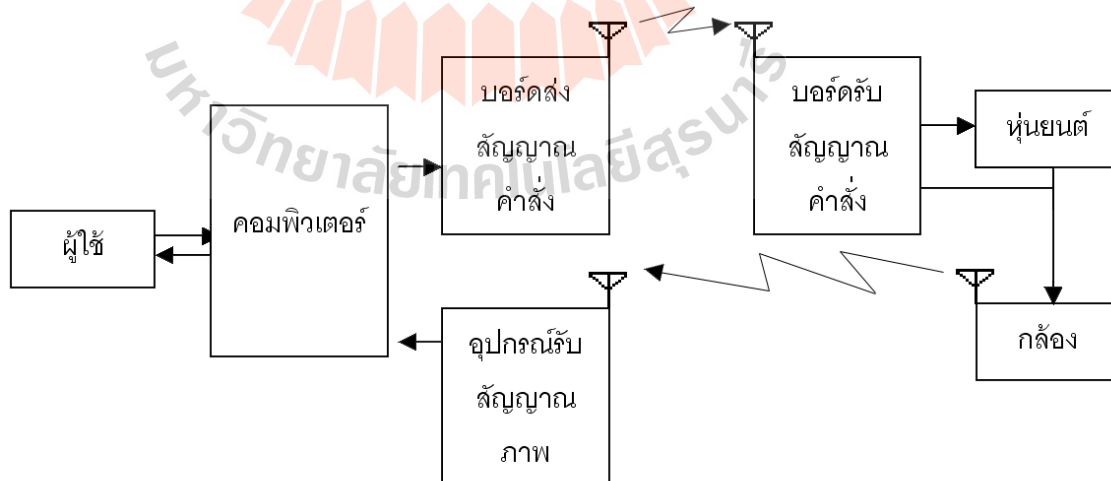 บอร์ดส่ง
สัญญาณ
คำสั่ง
บอร์ดรับ
สัญญาณ
คำสั่ง
หุ่นยนต์
คอมพิวเตอร์
ผู้ใช้
อุปกรณ์รับ
สัญญาณ
ภาพ
กล้อง
มหาวิทยาลัยเทคโนโลยีสุรนารี